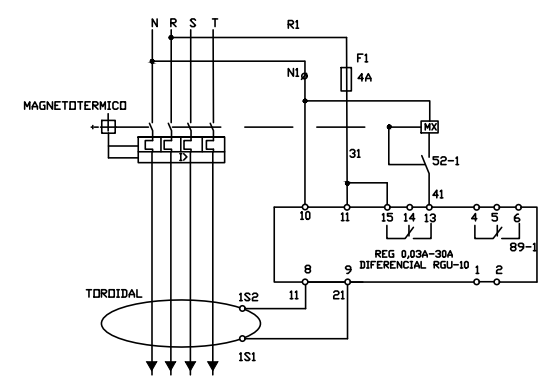 N R S T
R1
F1
4A
N1
MAGNETOTERMICO
MX
I>
31
52-1
41
10 11 15 14 13 4 5 6
89-1
REG 0,03A-30A
DIFERENCIAL RGU-10
8 9 1 2
11 21
TOROIDAL
1S2
1S1